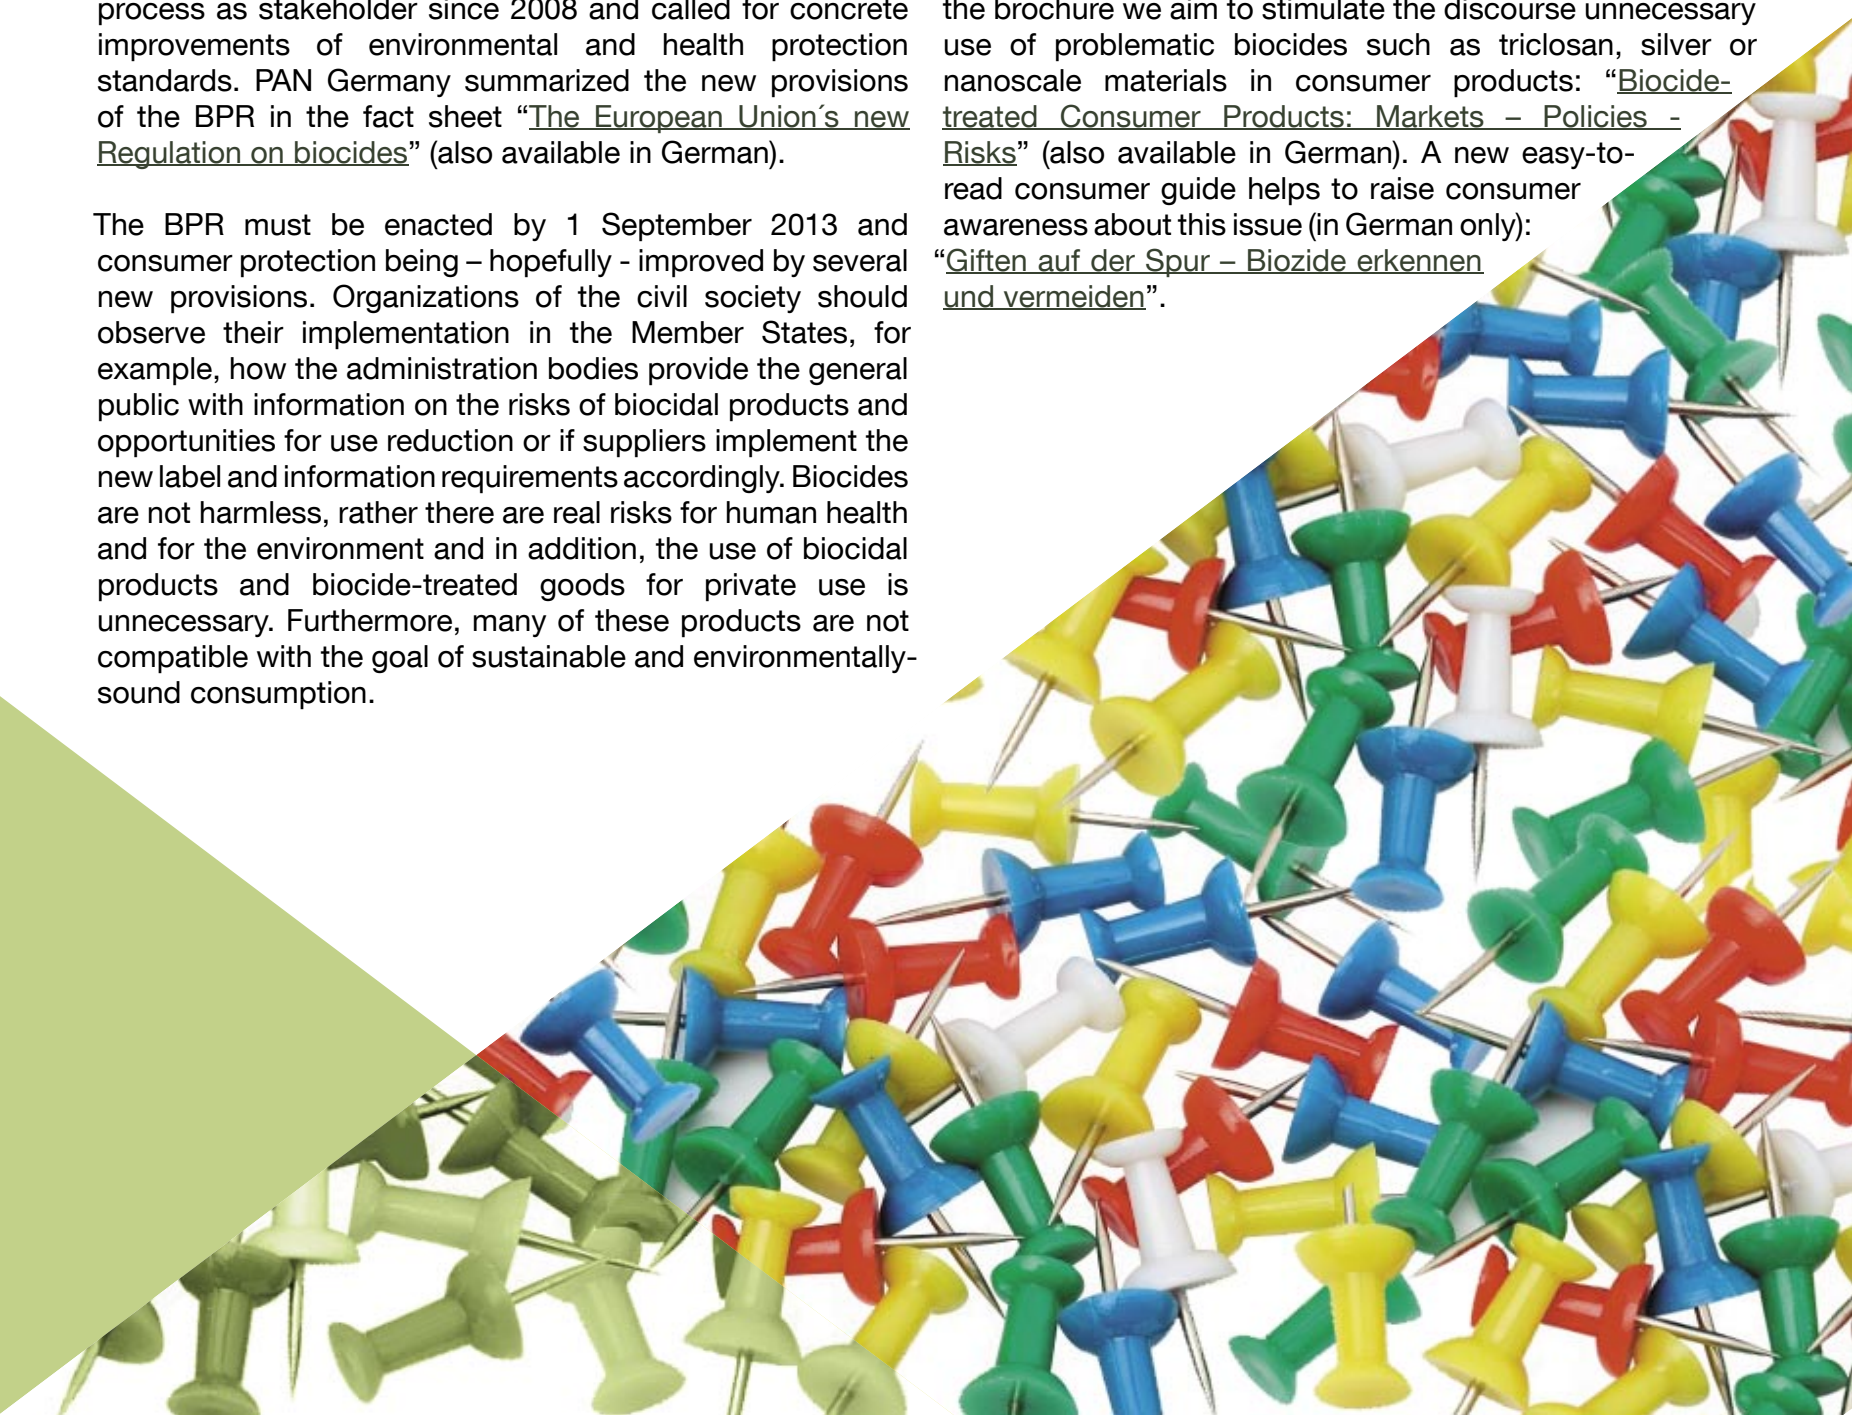 process as stakeholder since 2008 and called for concrete
improvements of environmental and health protection
standards. PAN Germany summarized the new provisions
of the BPR in the fact sheet “The European Union´s new
Regulation on biocides” (also available in German).
The BPR must be enacted by 1 September 2013 and
consumer protection being – hopefully - improved by several
new provisions. Organizations of the civil society should
observe their implementation in the Member States, for
example, how the administration bodies provide the general
public with information on the risks of biocidal products and
opportunities for use reduction or if suppliers implement the
new label and information requirements accordingly. Biocides
are not harmless, rather there are real risks for human health
and for the environment and in addition, the use of biocidal
products and biocide-treated goods for private use is
unnecessary. Furthermore, many of these products are not
compatible with the goal of sustainable and environmentally-
sound consumption.
the brochure we aim to stimulate the discourse unnecessary
use of problematic biocides such as triclosan, silver or
nanoscale materials in consumer products: “Biocide-
treated Consumer Products: Markets – Policies -
Risks” (also available in German). A new easy-to-
read consumer guide helps to raise consumer
awareness about this issue (in German only):
“Giften auf der Spur – Biozide erkennen
und vermeiden”.